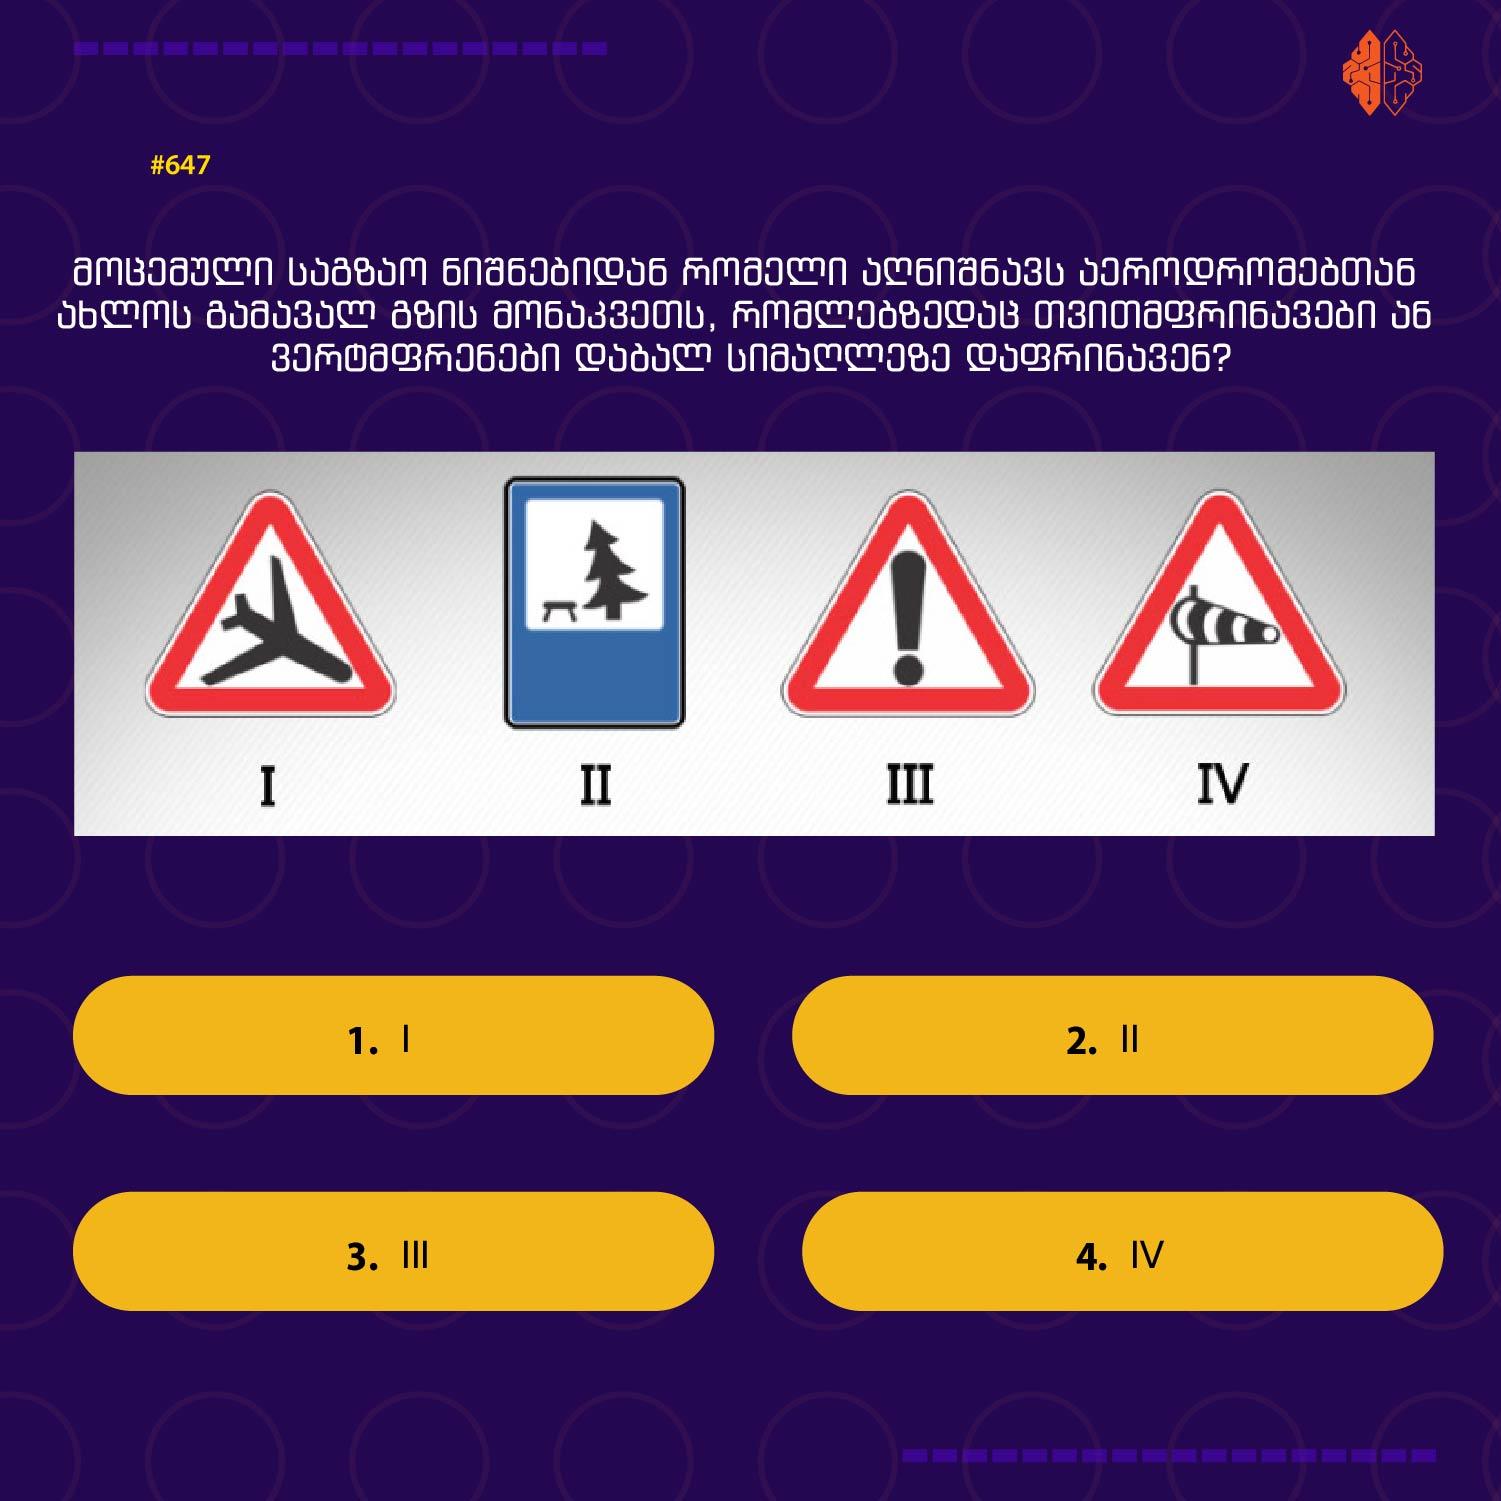 #647
მოცემული საგზაო ნიშნებიდან რომელი აღნიშნავს აეროდრომებთან
ახლოს გამავალ გზის მონაკვეთს, რომლებზედაც თვითმფრინავები ან
ვერტმფრენები დაბალ სიმაღლეზე დაფრინავენ?
I II III IV
1. I
2. II
3. III
4. IV